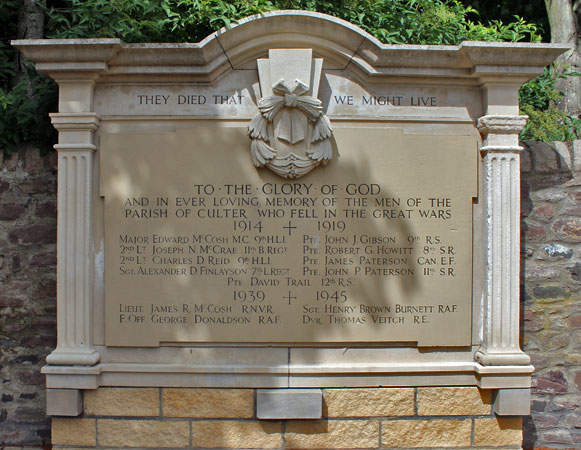 THEY DIED THAT WE MIGHT LIVE
TO · THE · GLORY · OF · GOD
AND IN EVER LOVING MEMORY OF THE MEN OF THE
PARISH OF CULTER WHO FELL IN THE GREAT WARS
1914 1919
MAJOR EDWARD MCCOSH M.C. 9TH H.L.I. PTE. JOHN J. GIBSON 9TH R.S.
2ND LT. JOSEPH N. MCCRAE 11TH B.REGT PTE. ROBERT G. HOWITT 8TH S.R.
2ND LT. CHARLES D. REID 9TH H.L.I. PTE. JAMES PATERSON CAN. E.F.
SGT. ALEXANDER D. FINLAYSON 7TH L.REGT PTE. JOHN P. PATERSON 11TH S.R.
PTE. DAVID TRAIL 12TH R.S.
1939 1945
LIEUT. JAMES R. MCCOSH R.N.V.R. SGT. HENRY BROWN BURNETT R.A.F.
F. OFF. GEORGE DONALDSON R.A.F. DVR. THOMAS VEITCH R.E.